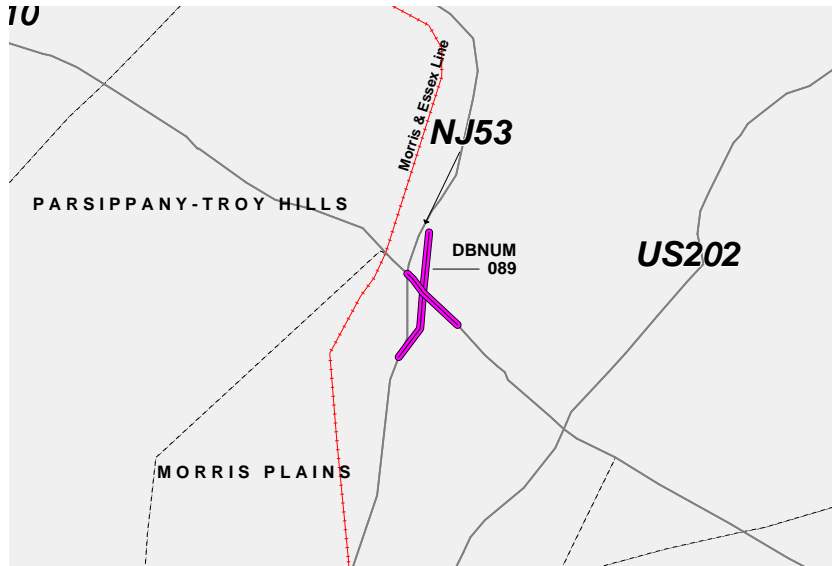 10
Morris & Essex Line
NJ53
PARSIPPANY-TROY HILLS
DBNUM
089
US202
MORRIS PLAINS